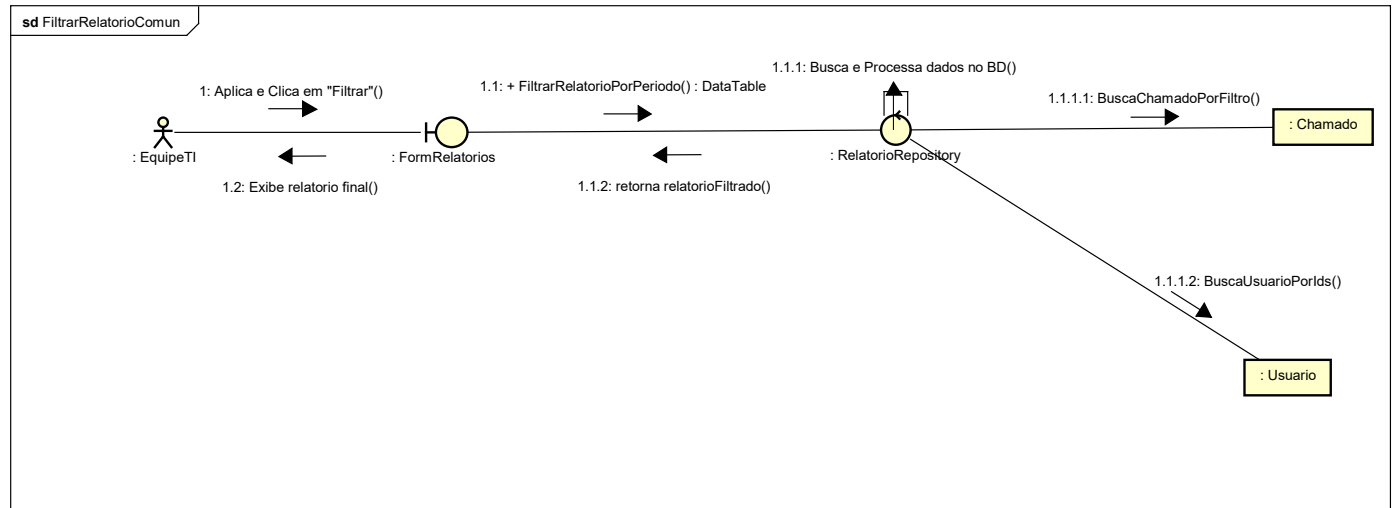 sd FiltrarRelatorioComun
1.1.1: Busca e Processa dados no BD()
1: Aplica e Clica em "Filtrar"()
1.1: + FiltrarRelatorioPorPeriodo() : DataTable
1.1.1.1: BuscaChamadoPorFiltro()
: Chamado
: EquipeTI
: FormRelatorios
: RelatorioRepository
1.2: Exibe relatorio final()
1.1.2: retorna relatorioFiltrado()
1.1.1.2: BuscaUsuarioPorIds()
: Usuario